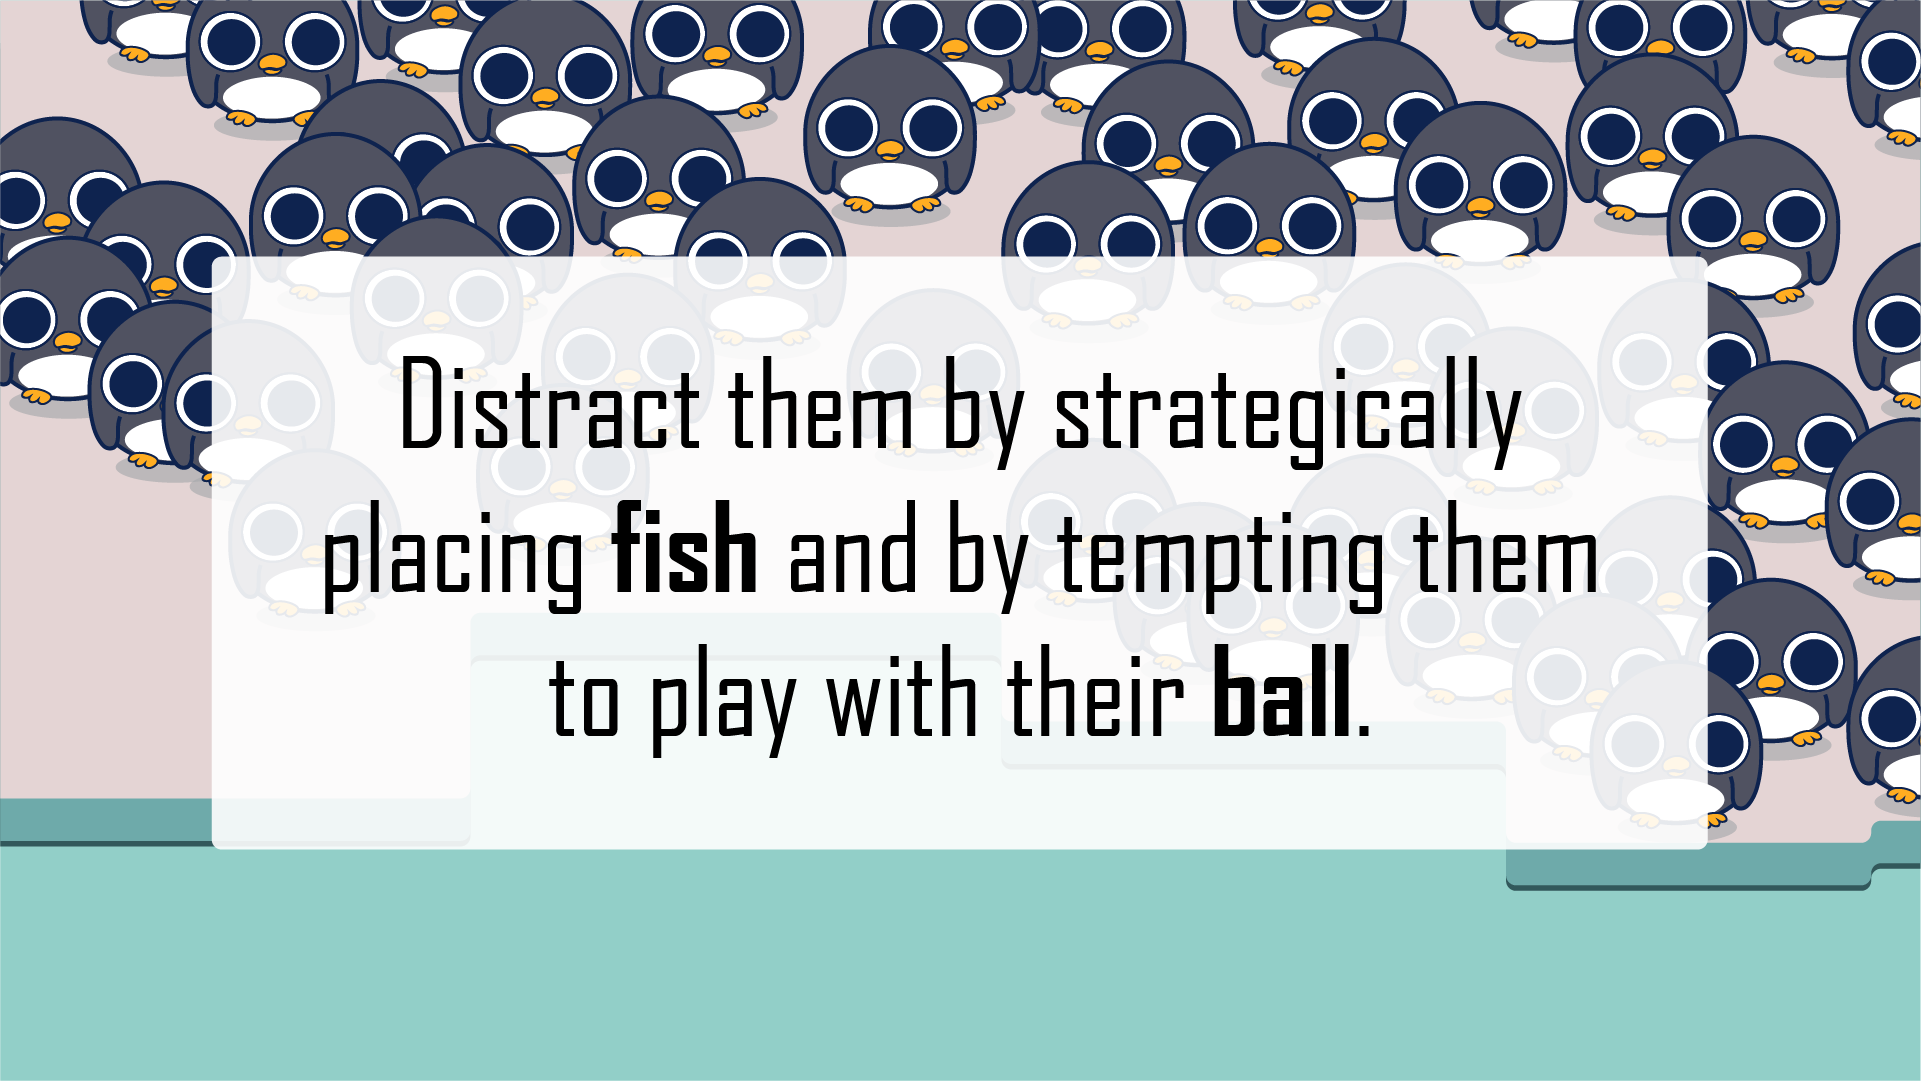 Distract them by strategically
placing fish and by tempting them
to play with their ball.